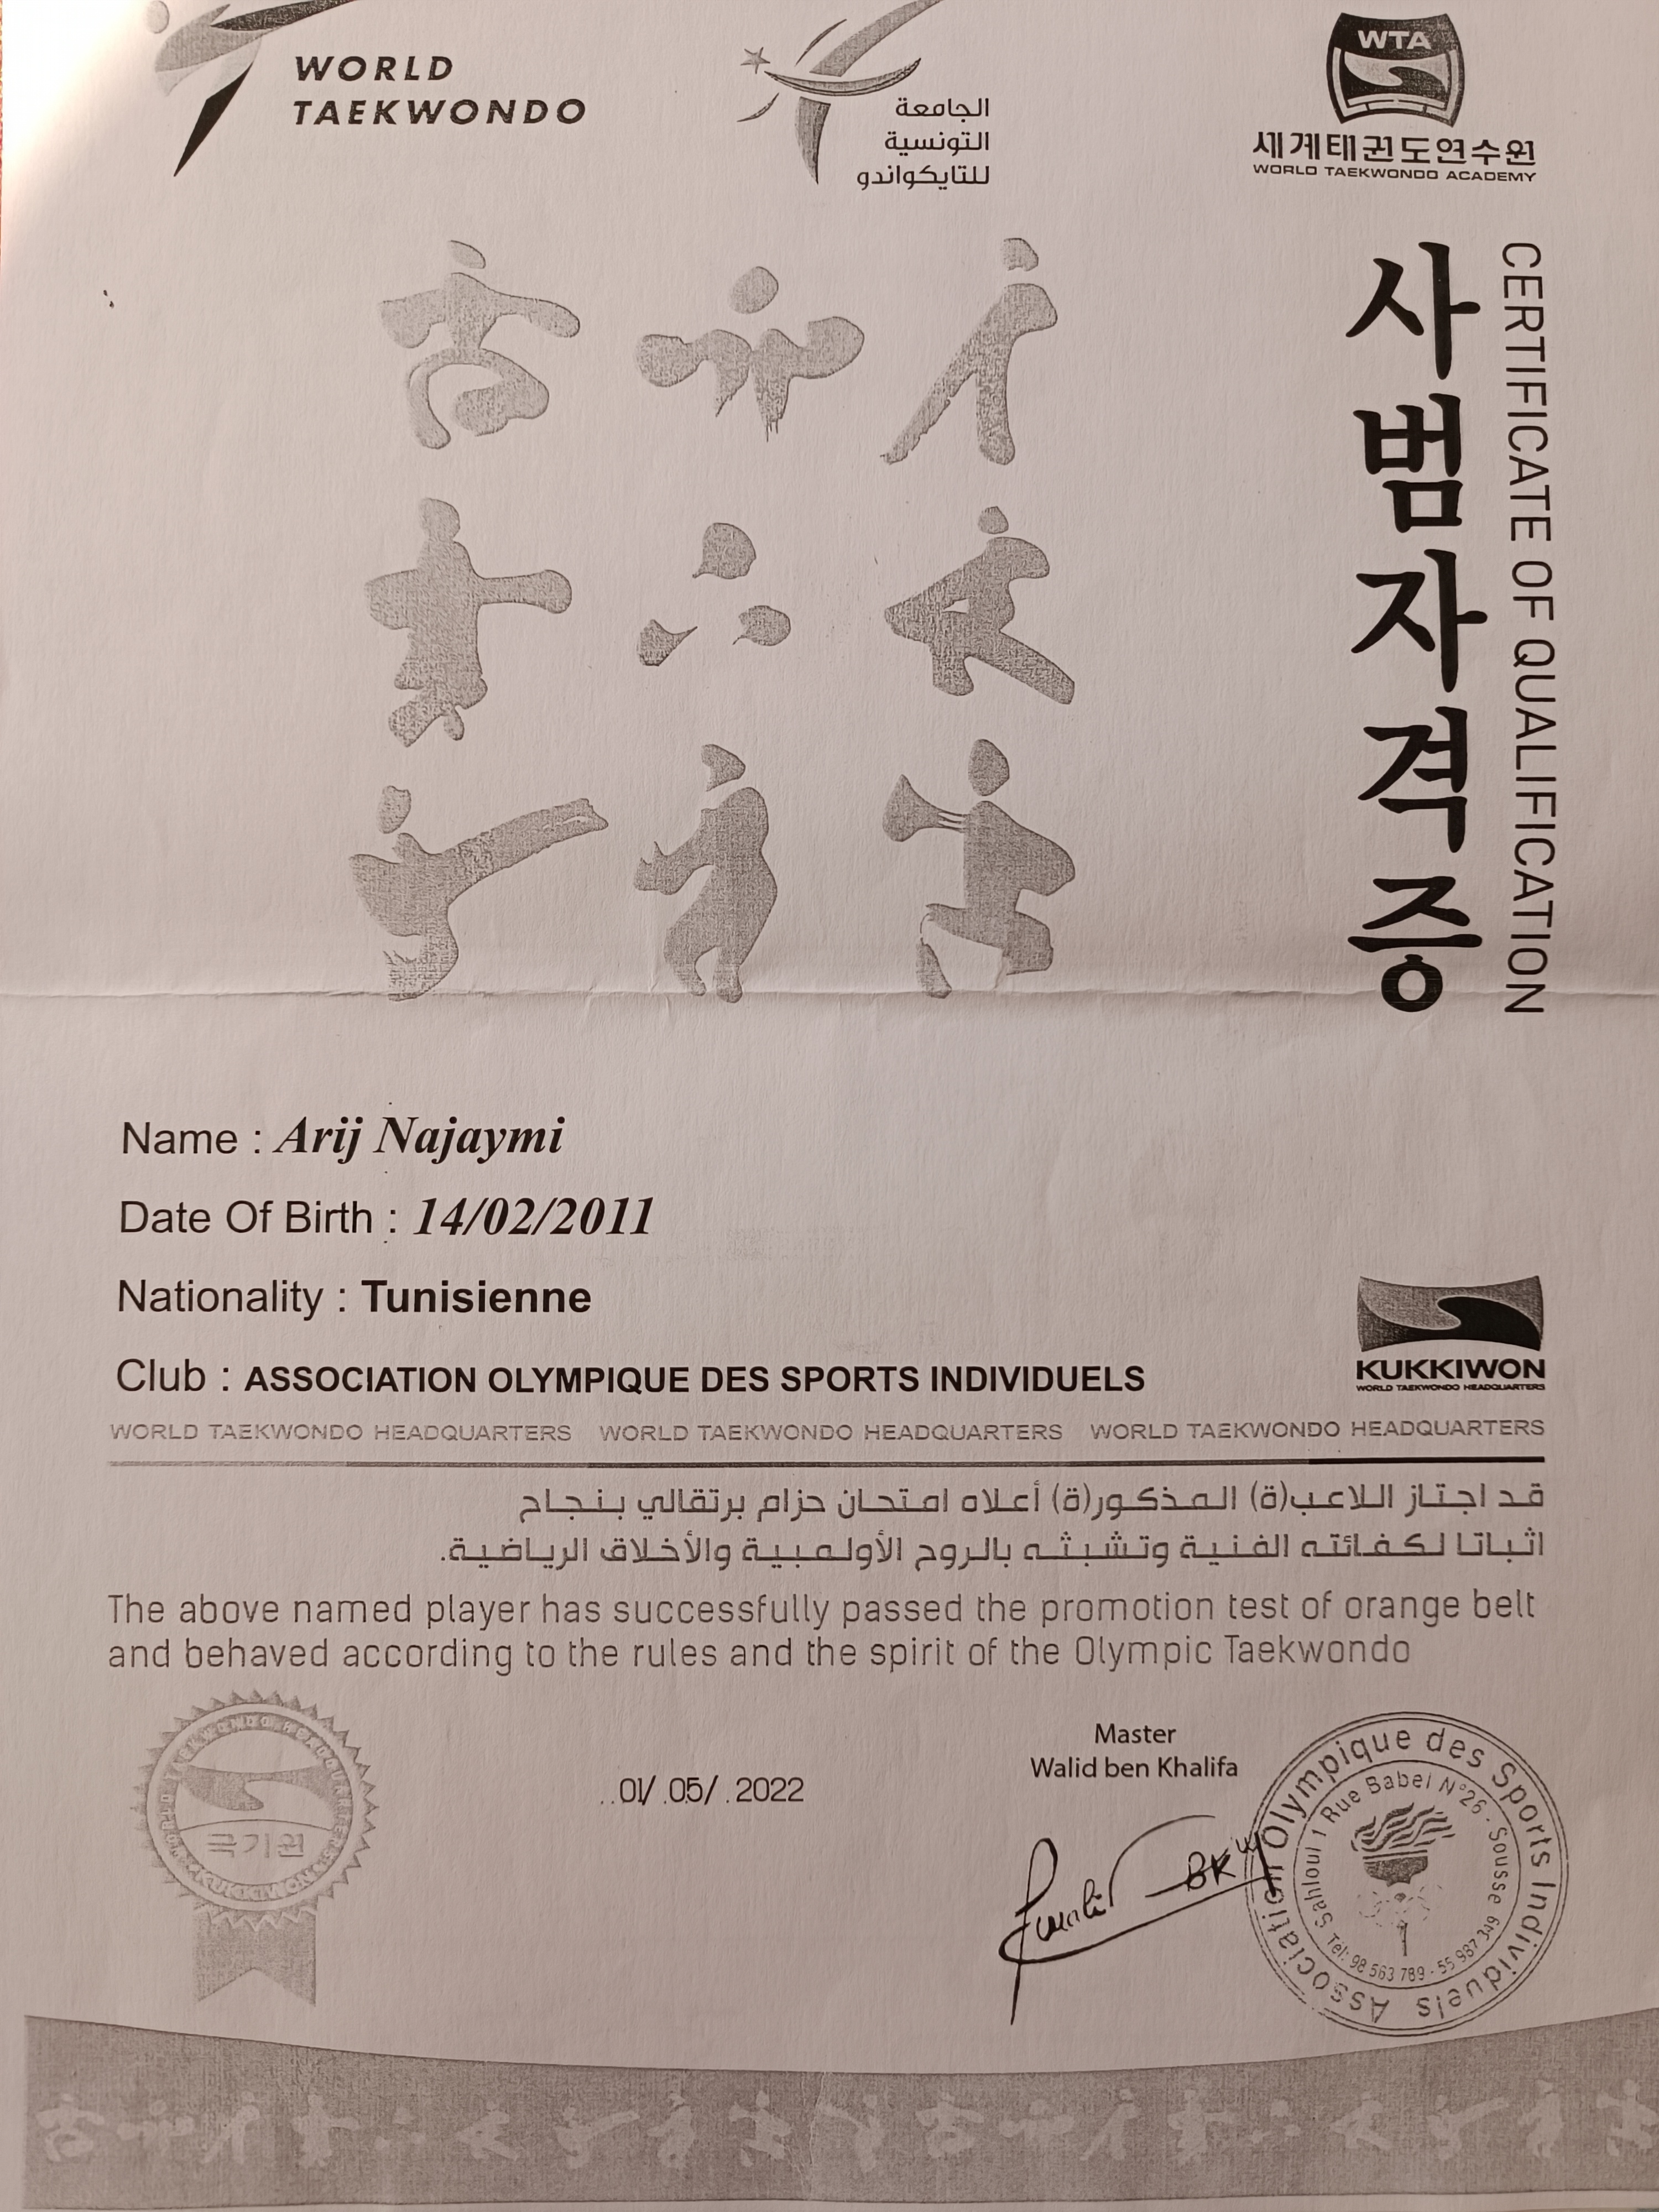 WORLD
TAEKWONDO
الجامعة
التونسية
للتايكواندو
WTA
세계태권도연수원
WORLD TAEKWONDO ACADEMY
사범자격증
CERTIFICATE OF QUALIFICATION
Name : Arij Najaymi
Date Of Birth : 14/02/2011
Nationality : Tunisienne
Club : ASSOCIATION OLYMPIQUE DES SPORTS INDIVIDUELS
KUKKIWON
WORLD TAEKWONDO HEADQUARTERS
WORLD TAEKWONDO HEADQUARTERS WORLD TAEKWONDO HEADQUARTERS WORLD TAEKWONDO HEADQUARTERS
قد اجتاز اللاعب(ة) المذكور(ة) أعلاه امتحان حزام برتقالي بنجاح
اثباتا لكفائته الفنية وتشبثه بالروح الأولمبية والأخلاق الرياضية.
The above named player has successfully passed the promotion test of orange belt
and behaved according to the rules and the spirit of the Olympic Taekwondo
국기원
KUKKIWON
..01/.05/.2022
Master
Walid ben Khalifa
Association Olympique des Sports Individuels
Sahloul 1 Rue Babel N°26 - Sousse
Tél: 98 563 789 - 55 987 349